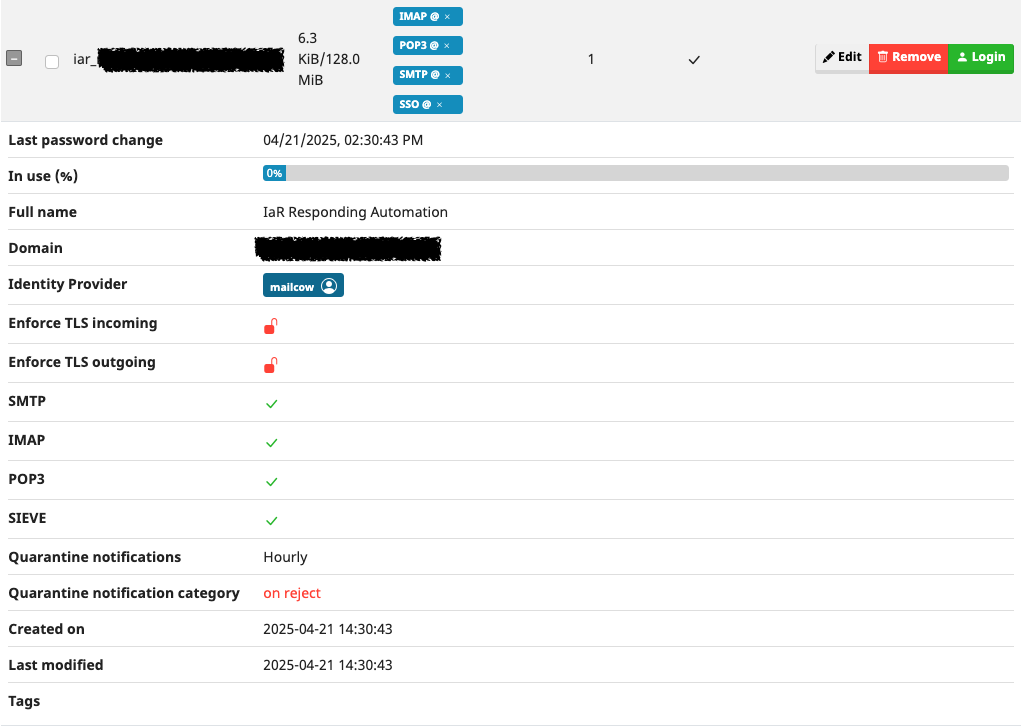 IMAP @ ×
6.3
KiB/128.0
MiB
POP3 @ ×
iar_
1
Edit
Remove
Login
SMTP @ ×
SSO @ ×
Last password change 04/21/2025, 02:30:43 PM
In use (%) 0%
Full name IaR Responding Automation
Domain
Identity Provider mailcow
Enforce TLS incoming
Enforce TLS outgoing
SMTP
IMAP
POP3
SIEVE
Quarantine notifications Hourly
Quarantine notification category on reject
Created on 2025-04-21 14:30:43
Last modified 2025-04-21 14:30:43
Tags